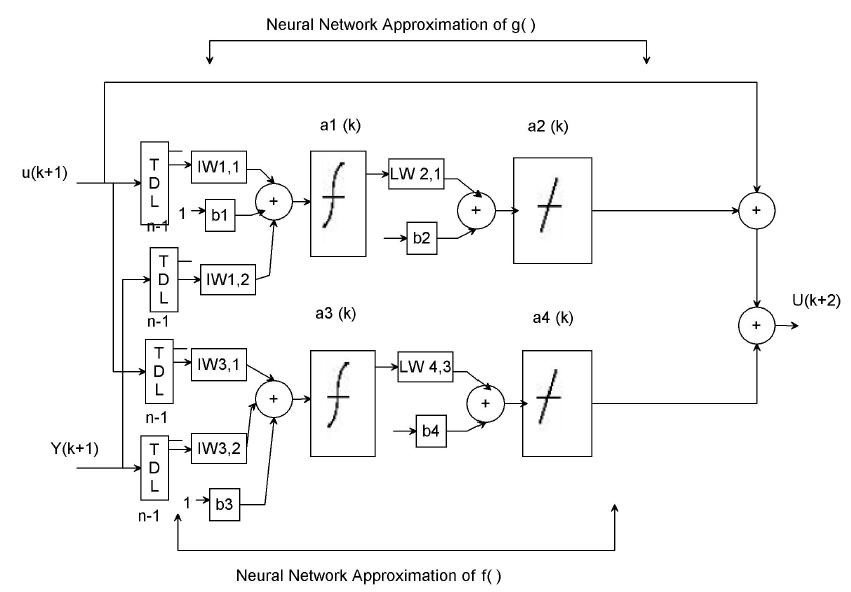 Neural Network Approximation of g( )
a1 (k)
a2 (k)
u(k+1)
T
D
L
n-1
IW1,1
1
b1
+
LW 2,1
b2
+
+
T
D
L
n-1
IW1,2
a3 (k)
a4 (k)
U(k+2)
+
T
D
L
n-1
IW3,1
+
LW 4,3
b4
+
Y(k+1)
T
D
L
n-1
IW3,2
1
b3
Neural Network Approximation of f( )